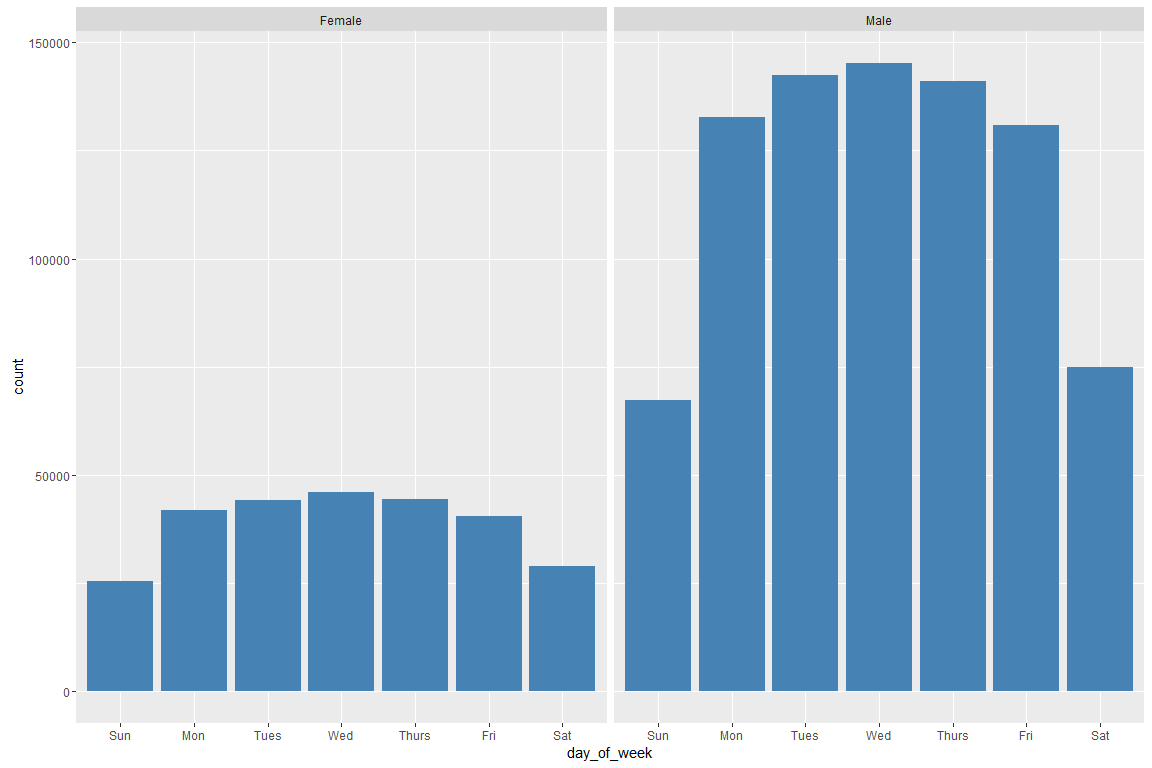 Female Male
150000
100000
50000
0
count
Sun Mon Tues Wed Thurs Fri Sat Sun Mon Tues Wed Thurs Fri Sat
day_of_week